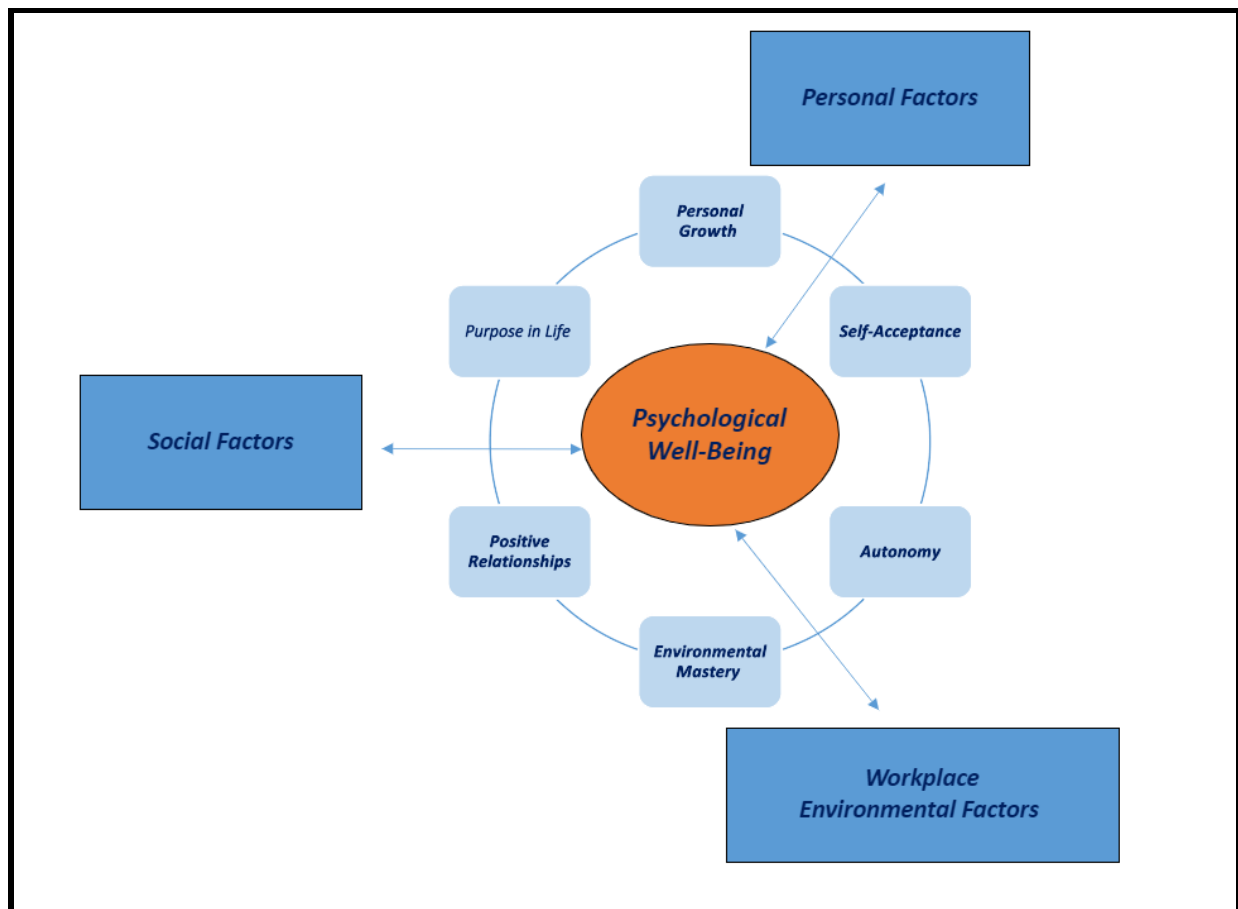 Personal Factors
Personal
Growth
Purpose in Life
Self-Acceptance
Social Factors
Psychological
Well-Being
Positive
Relationships
Autonomy
Environmental
Mastery
Workplace
Environmental Factors